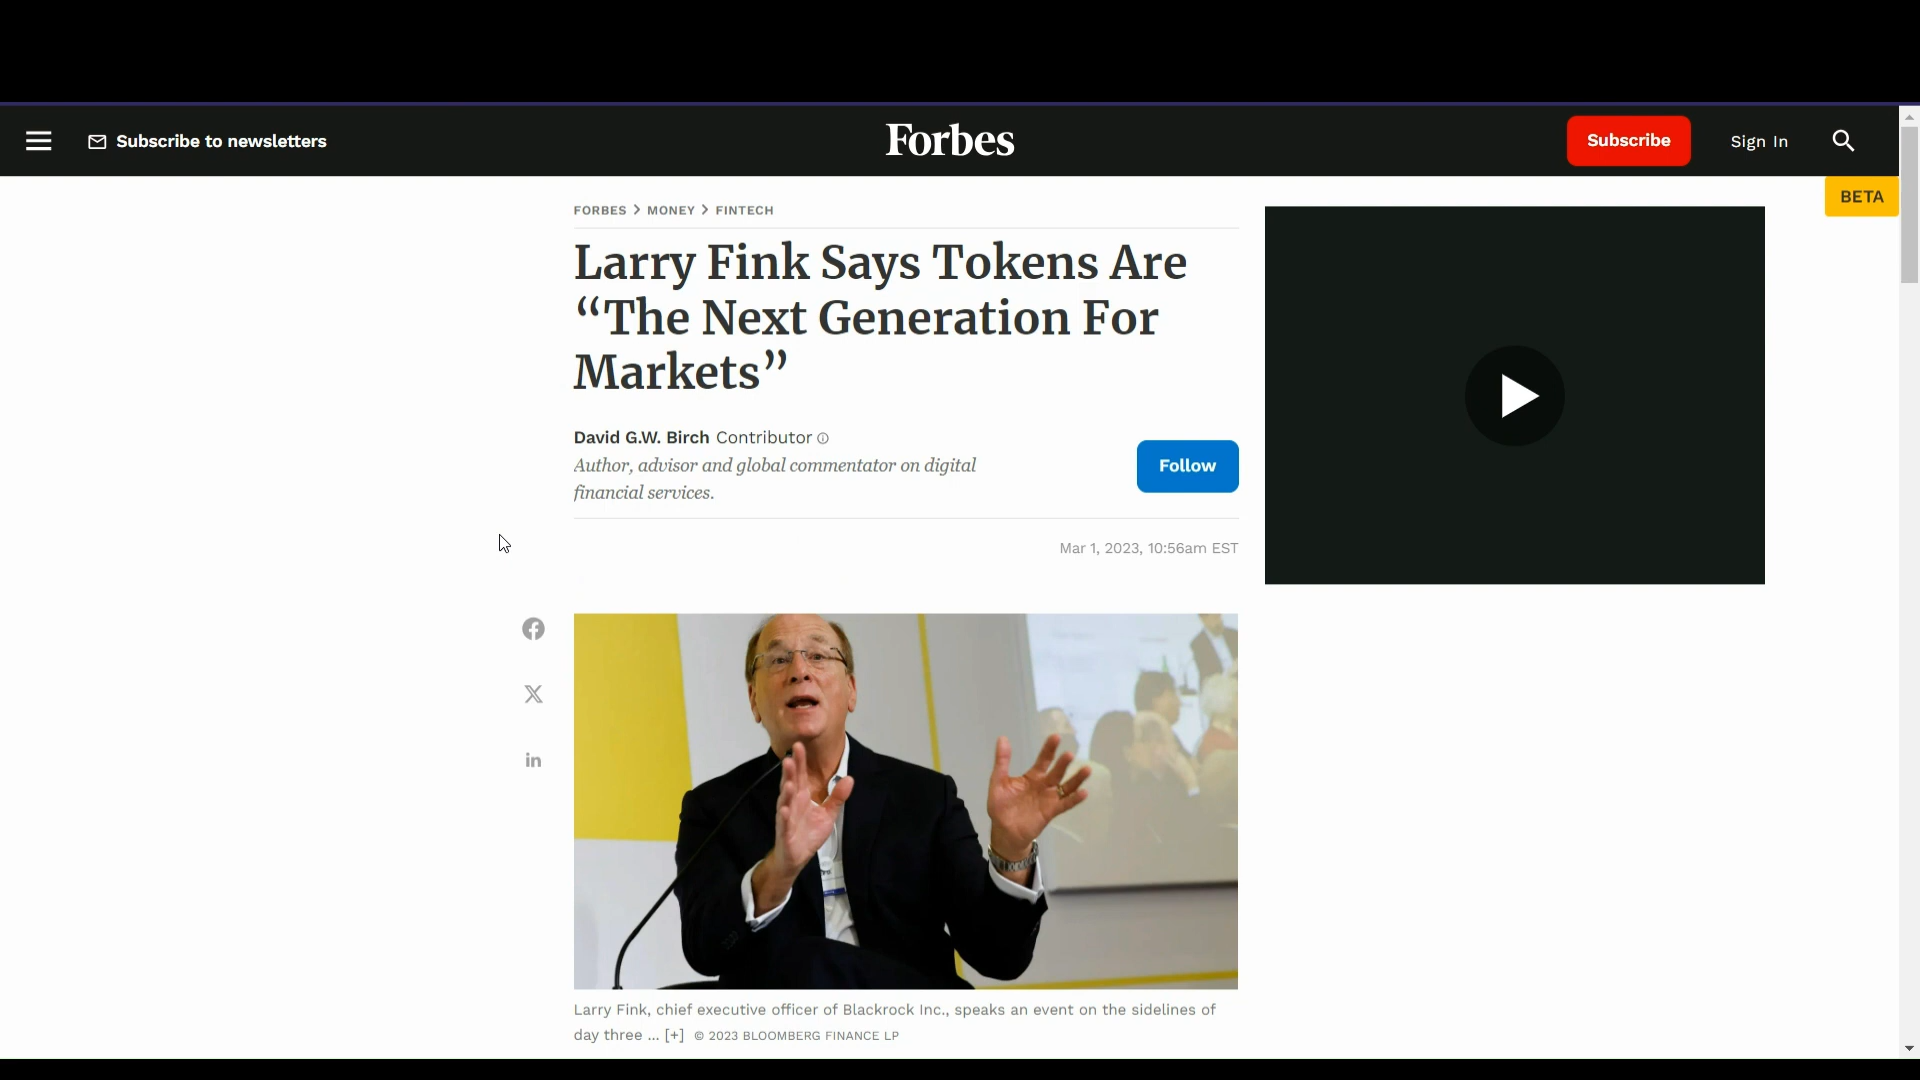 Subscribe to newsletters
Forbes
Subscribe
Sign In
BETA
FORBES > MONEY > FINTECH
Larry Fink Says Tokens Are
“The Next Generation For
Markets”
David G.W. Birch Contributor
Author, advisor and global commentator on digital
financial services.
Follow
Mar 1, 2023, 10:56am EST
Larry Fink, chief executive officer of Blackrock Inc., speaks an event on the sidelines of
day three ... [+] © 2023 BLOOMBERG FINANCE LP